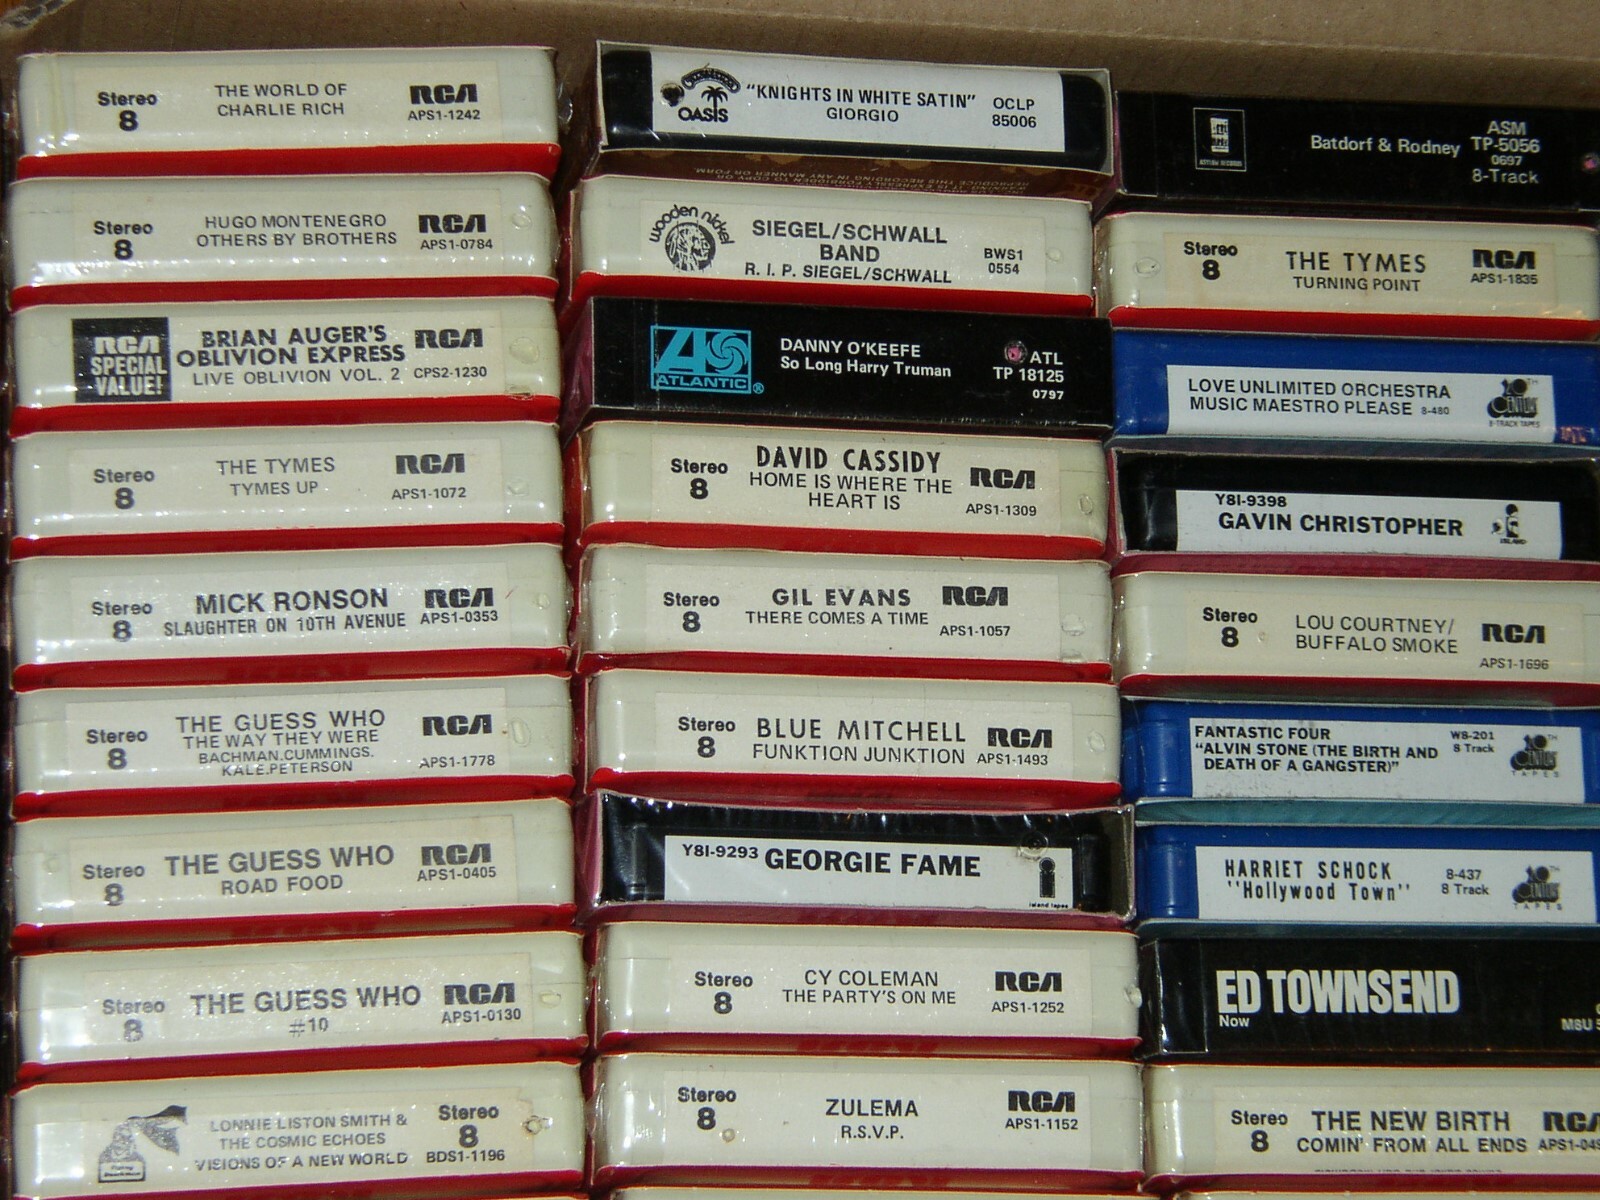 Stereo
8
THE WORLD OF
CHARLIE RICH
RCA
APS1-1242
Stereo
8
HUGO MONTENEGRO
OTHERS BY BROTHERS
RCA
APS1-0784
RCA
SPECIAL
VALUE!
BRIAN AUGER'S
OBLIVION EXPRESS
LIVE OBLIVION VOL. 2
RCA
CPS2-1230
Stereo
8
THE TYMES
TYMES UP
RCA
APS1-1072
Stereo
8
MICK RONSON
SLAUGHTER ON 10TH AVENUE
RCA
APS1-0353
Stereo
8
THE GUESS WHO
THE WAY THEY WERE
BACHMAN.CUMMINGS.
KALE.PETERSON
RCA
APS1-1778
Stereo
8
THE GUESS WHO
ROAD FOOD
RCA
APS1-0405
Stereo
8
THE GUESS WHO
#10
RCA
APS1-0130
LONNIE LISTON SMITH &
THE COSMIC ECHOES
VISIONS OF A NEW WORLD
Stereo
8
BDS1-1196
OASIS
"KNIGHTS IN WHITE SATIN"
GIORGIO
OCLP
85006
wooden nickel
SIEGEL/SCHWALL
BAND
R. I. P. SIEGEL/SCHWALL
BWS1
0554
ATLANTIC®
DANNY O'KEEFE
So Long Harry Truman
ATL
TP 18125
0797
Stereo
8
DAVID CASSIDY
HOME IS WHERE THE
HEART IS
RCA
APS1-1309
Stereo
8
GIL EVANS
THERE COMES A TIME
RCA
APS1-1057
Stereo
8
BLUE MITCHELL
FUNKTION JUNKTION
RCA
APS1-1493
Y8I-9293 GEORGIE FAME
island tapes
Stereo
8
CY COLEMAN
THE PARTY'S ON ME
RCA
APS1-1252
Stereo
8
ZULEMA
R.S.V.P.
RCA
APS1-1152
ASYLUM RECORDS
Batdorf & Rodney
ASM
TP-5056
0697
8-Track
Stereo
8
THE TYMES
TURNING POINT
RCA
APS1-1835
LOVE UNLIMITED ORCHESTRA
MUSIC MAESTRO PLEASE 8-480
20TH CENTURY
8-TRACK TAPES
Y8I-9398
GAVIN CHRISTOPHER
ISLAND
Stereo
8
LOU COURTNEY/
BUFFALO SMOKE
RCA
APS1-1696
FANTASTIC FOUR
"ALVIN STONE (THE BIRTH AND
DEATH OF A GANGSTER)"
W8-201
8 Track
TAPES
HARRIET SCHOCK
"Hollywood Town"
8-437
8 Track
TAPES
ED TOWNSEND
Now
M8U
Stereo
8
THE NEW BIRTH
COMIN' FROM ALL ENDS